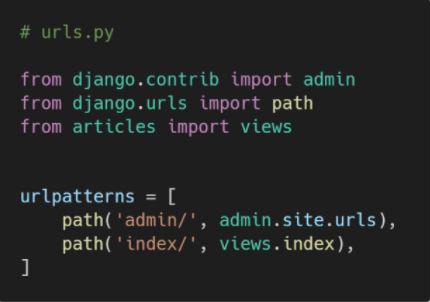 # urls.py
from django.contrib import admin
from django.urls import path
from articles import views
urlpatterns = [
    path('admin/', admin.site.urls),
    path('index/', views.index),
]